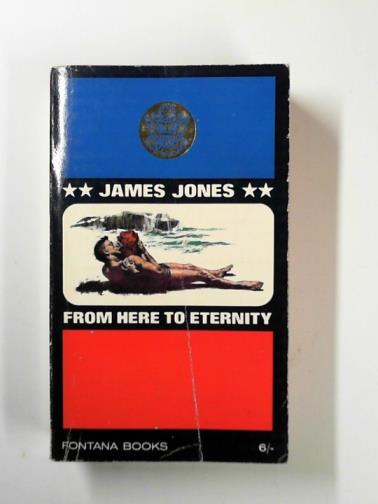 ★★ JAMES JONES ★★
FROM HERE TO ETERNITY
FONTANA BOOKS 6/-